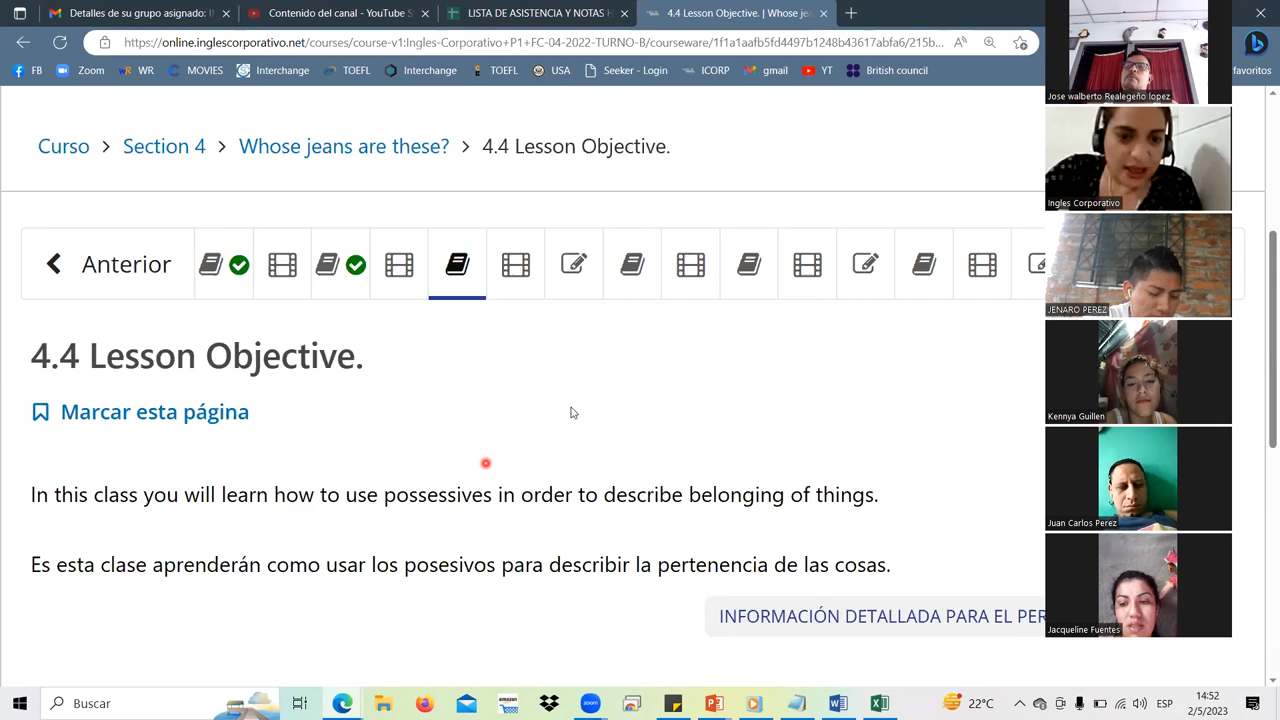 Detalles de su grupo asignado: I
Contenido del canal - YouTube S
LISTAS ASISTENCIA Y NOTAS
4.4 Lesson Objective. | Whose je
https://online.inglescorporativo.net/courses/course-v1:Ingles-Corporativo+P1+FC-04-2022-TURNO-B/courseware/1f1a1aafb5fd4497b1248b43617abfa6/215b...
FB
Zoom
WR
MOVIES
Interchange
TOEFL
Interchange
TOEFL
USA
Seeker - Login
CORP
gmail
YT
British council
favoritos
Curso > Section 4 > Whose jeans are these? > 4.4 Lesson Objective.
Anterior
4.4 Lesson Objective.
Marcar esta página
In this class you will learn how to use possessives in order to describe belonging of things.
Es esta clase aprenderán como usar los posesivos para describir la pertenencia de las cosas.
INFORMACIÓN DETALLADA PARA EL PER
Jose walberto Realegeño lopez
Ingles Corporativo
JENARO PEREZ
Kennya Guillen
Juan Carlos Perez
Jacqueline Fuentes
Buscar
22°C
ESP
14:52
2/5/2023